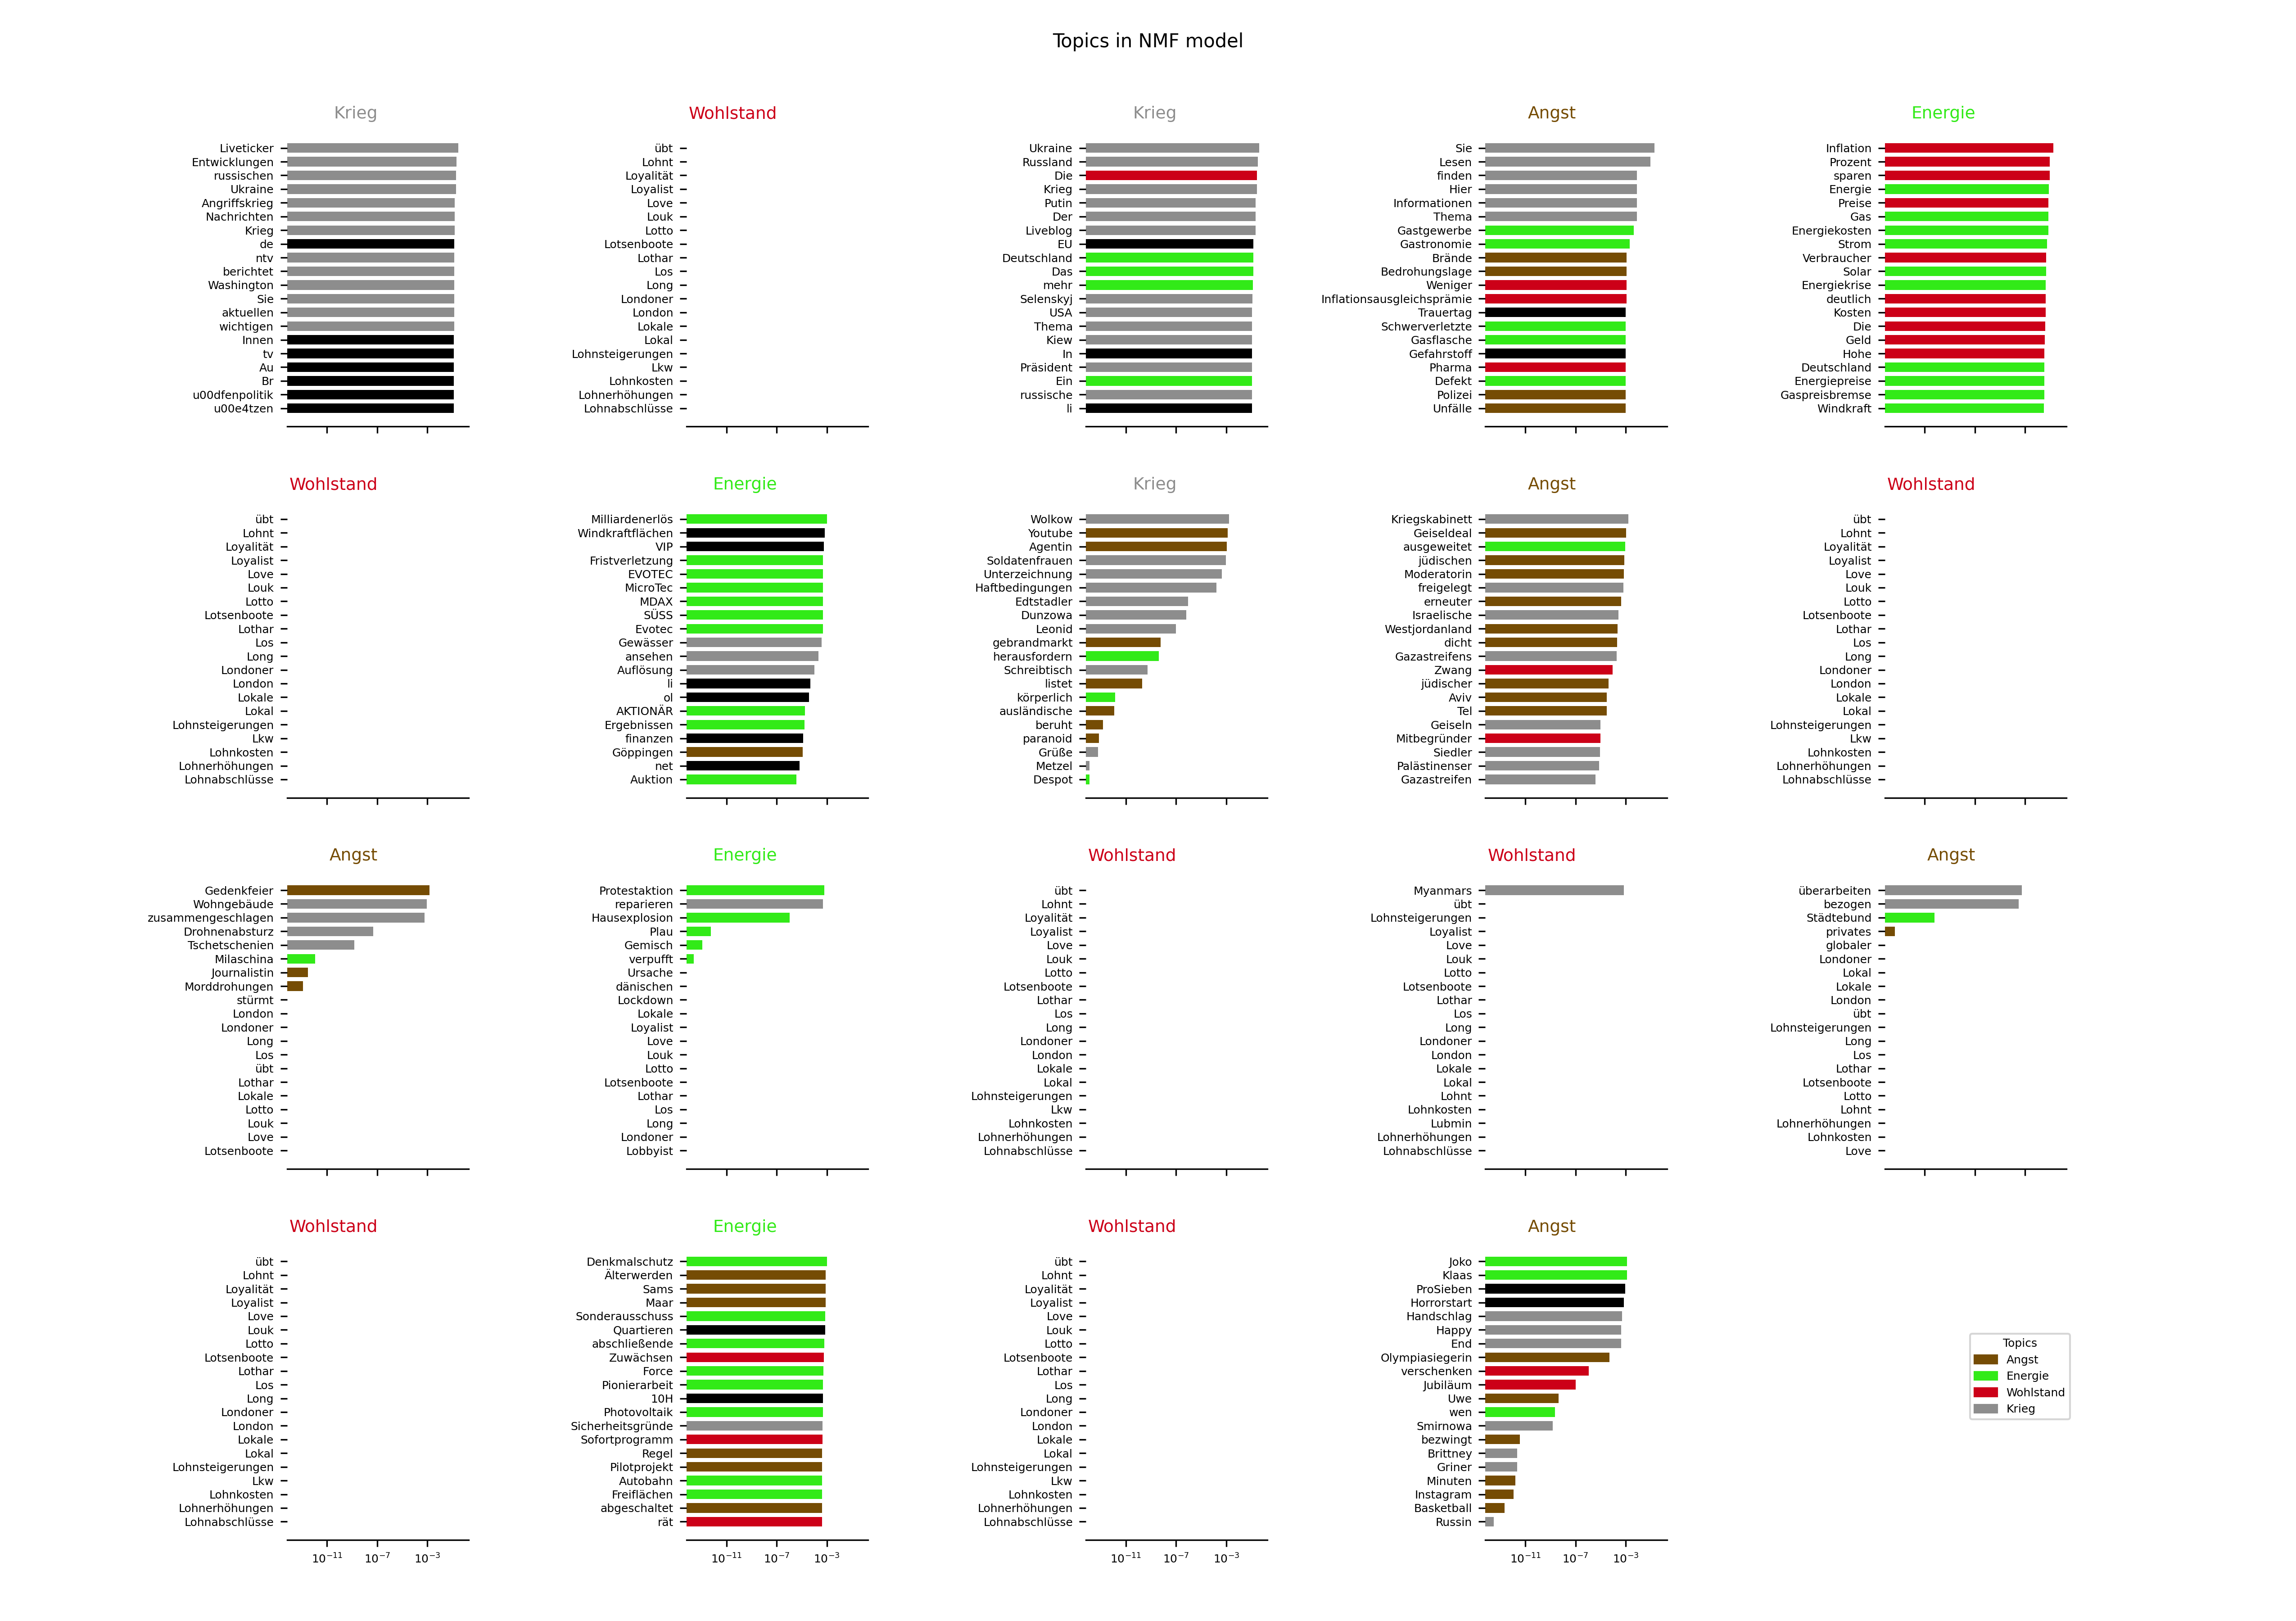 Topics in NMF model
Krieg
Liveticker
Entwicklungen
russischen
Ukraine
Angriffskrieg
Nachrichten
Krieg
de
ntv
berichtet
Washington
Sie
aktuellen
wichtigen
Innen
tv
Au
Br
u00dfenpolitik
u00e4tzen
Wohlstand
übt
Lohnt
Loyalität
Loyalist
Love
Louk
Lotto
Lotsenboote
Lothar
Los
Long
Londoner
London
Lokale
Lokal
Lohnsteigerungen
Lkw
Lohnkosten
Lohnerhöhungen
Lohnabschlüsse
Krieg
Ukraine
Russland
Die
Krieg
Putin
Der
Liveblog
EU
Deutschland
Das
mehr
Selenskyj
USA
Thema
Kiew
In
Präsident
Ein
russische
li
Angst
Sie
Lesen
finden
Hier
Informationen
Thema
Gastgewerbe
Gastronomie
Brände
Bedrohungslage
Weniger
Inflationsausgleichsprämie
Trauertag
Schwerverletzte
Gasflasche
Gefahrstoff
Pharma
Defekt
Polizei
Unfälle
Energie
Inflation
Prozent
sparen
Energie
Preise
Gas
Energiekosten
Strom
Verbraucher
Solar
Energiekrise
deutlich
Kosten
Die
Geld
Hohe
Deutschland
Energiepreise
Gaspreisbremse
Windkraft
Wohlstand
übt
Lohnt
Loyalität
Loyalist
Love
Louk
Lotto
Lotsenboote
Lothar
Los
Long
Londoner
London
Lokale
Lokal
Lohnsteigerungen
Lkw
Lohnkosten
Lohnerhöhungen
Lohnabschlüsse
Energie
Milliardenerlös
Windkraftflächen
VIP
Fristverletzung
EVOTEC
MicroTec
MDAX
SÜSS
Evotec
Gewässer
ansehen
Auflösung
li
ol
AKTIONÄR
Ergebnissen
finanzen
Göppingen
net
Auktion
Krieg
Wolkow
Youtube
Agentin
Soldatenfrauen
Unterzeichnung
Haftbedingungen
Edtstadler
Dunzowa
Leonid
gebrandmarkt
herausfordern
Schreibtisch
listet
körperlich
ausländische
beruht
paranoid
Grüße
Metzel
Despot
Angst
Kriegskabinett
Geiseldeal
ausgeweitet
jüdischen
Moderatorin
freigelegt
erneuter
Israelische
Westjordanland
dicht
Gazastreifens
Zwang
jüdischer
Aviv
Tel
Geiseln
Mitbegründer
Siedler
Palästinenser
Gazastreifen
Wohlstand
übt
Lohnt
Loyalität
Loyalist
Love
Louk
Lotto
Lotsenboote
Lothar
Los
Long
Londoner
London
Lokale
Lokal
Lohnsteigerungen
Lkw
Lohnkosten
Lohnerhöhungen
Lohnabschlüsse
Angst
Gedenkfeier
Wohngebäude
zusammengeschlagen
Drohnenabsturz
Tschetschenien
Milaschina
Journalistin
Morddrohungen
stürmt
London
Londoner
Long
Los
übt
Lothar
Lokale
Lotto
Louk
Love
Lotsenboote
Energie
Protestaktion
reparieren
Hausexplosion
Plau
Gemisch
verpufft
Ursache
dänischen
Lockdown
Lokale
Loyalist
Love
Louk
Lotto
Lotsenboote
Lothar
Los
Long
Londoner
Lobbyist
Wohlstand
übt
Lohnt
Loyalität
Loyalist
Love
Louk
Lotto
Lotsenboote
Lothar
Los
Long
Londoner
London
Lokale
Lokal
Lohnsteigerungen
Lkw
Lohnkosten
Lohnerhöhungen
Lohnabschlüsse
Wohlstand
Myanmars
übt
Lohnsteigerungen
Loyalist
Love
Louk
Lotto
Lotsenboote
Lothar
Los
Long
Londoner
London
Lokale
Lokal
Lohnt
Lohnkosten
Lubmin
Lohnerhöhungen
Lohnabschlüsse
Angst
überarbeiten
bezogen
Städtebund
privates
globaler
Londoner
Lokal
Lokale
London
übt
Lohnsteigerungen
Long
Los
Lothar
Lotsenboote
Lotto
Lohnt
Lohnerhöhungen
Lohnkosten
Love
Wohlstand
übt
Lohnt
Loyalität
Loyalist
Love
Louk
Lotto
Lotsenboote
Lothar
Los
Long
Londoner
London
Lokale
Lokal
Lohnsteigerungen
Lkw
Lohnkosten
Lohnerhöhungen
Lohnabschlüsse
10⁻¹¹ 10⁻⁷ 10⁻³
Energie
Denkmalschutz
Älterwerden
Sams
Maar
Sonderausschuss
Quartieren
abschließende
Zuwächsen
Force
Pionierarbeit
10H
Photovoltaik
Sicherheitsgründe
Sofortprogramm
Regel
Pilotprojekt
Autobahn
Freiflächen
abgeschaltet
rät
10⁻¹¹ 10⁻⁷ 10⁻³
Wohlstand
übt
Lohnt
Loyalität
Loyalist
Love
Louk
Lotto
Lotsenboote
Lothar
Los
Long
Londoner
London
Lokale
Lokal
Lohnsteigerungen
Lkw
Lohnkosten
Lohnerhöhungen
Lohnabschlüsse
10⁻¹¹ 10⁻⁷ 10⁻³
Angst
Joko
Klaas
ProSieben
Horrorstart
Handschlag
Happy
End
Olympiasiegerin
verschenken
Jubiläum
Uwe
wen
Smirnowa
bezwingt
Brittney
Griner
Minuten
Instagram
Basketball
Russin
10⁻¹¹ 10⁻⁷ 10⁻³
Topics
Angst
Energie
Wohlstand
Krieg